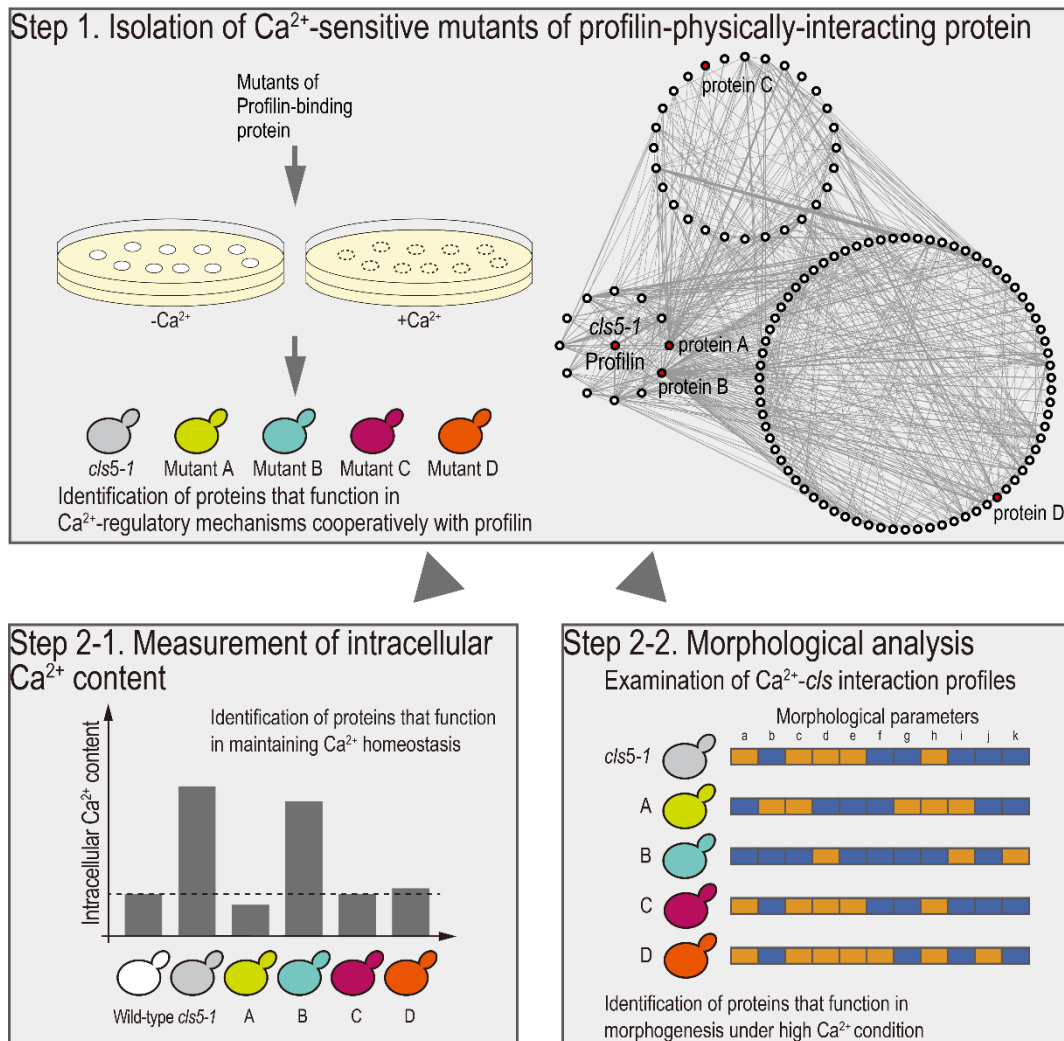 Step 1. Isolation of Ca²⁺-sensitive mutants of profilin-physically-interacting protein
Mutants of
Profilin-binding
protein
-Ca²⁺
+Ca²⁺
cls5-1
Mutant A
Mutant B
Mutant C
Mutant D
Identification of proteins that function in
Ca²⁺-regulatory mechanisms cooperatively with profilin
protein C
cls5-1
Profilin
protein A
protein B
protein D
Step 2-1. Measurement of intracellular
Ca²⁺ content
Identification of proteins that function
in maintaining Ca²⁺ homeostasis
Intracellular Ca²⁺ content
Wild-type cls5-1 A B C D
Step 2-2. Morphological analysis
Examination of Ca²⁺-cls interaction profiles
Morphological parameters
a b c d e f g h i j k
cls5-1
A
B
C
D
Identification of proteins that function in
morphogenesis under high Ca²⁺ condition